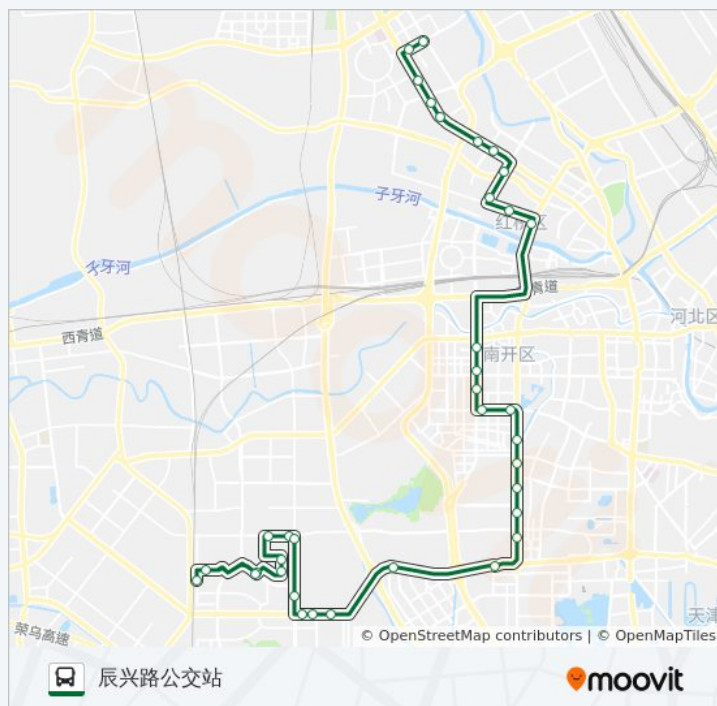 子牙河
红桥区
子牙河
青道
河北区
西青道
南开区
天津
荣乌高速
© OpenStreetMap contributors | © OpenMapTiles
辰兴路公交站
moovit